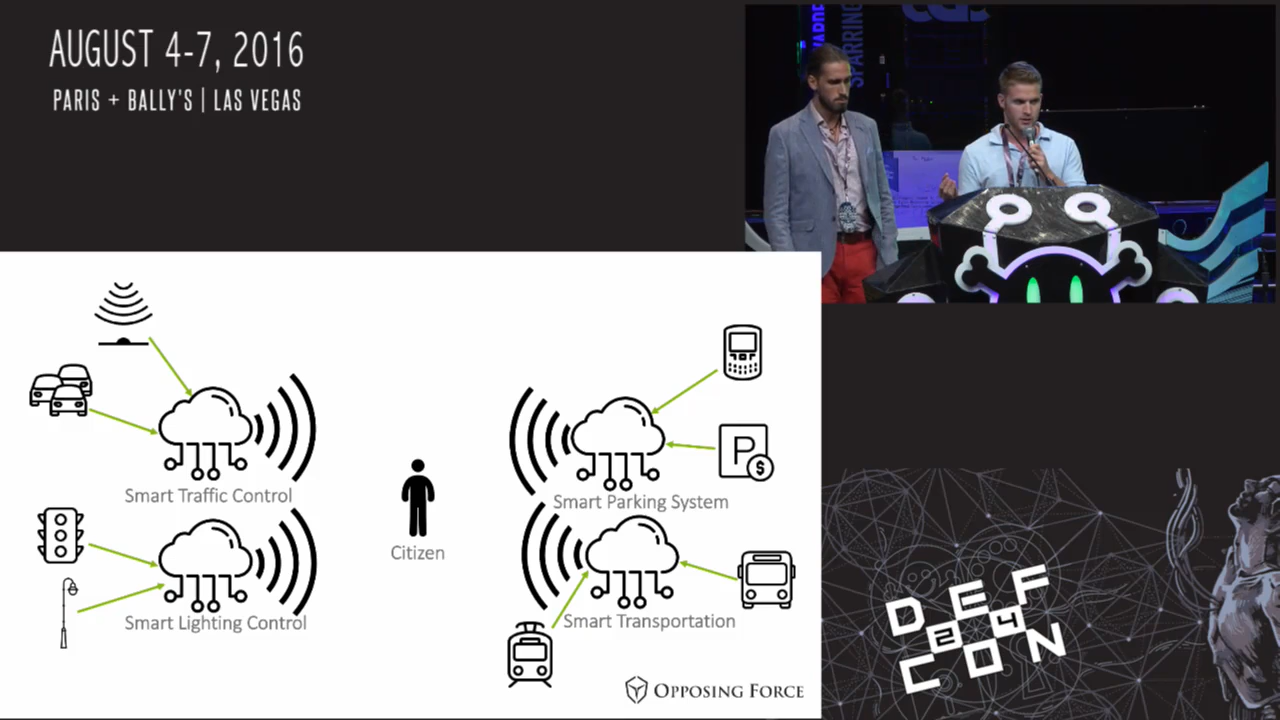 AUGUST 4-7, 2016
PARIS + BALLY'S | LAS VEGAS
SPARRING
Smart Traffic Control
Smart Lighting Control
Citizen
P
$
Smart Parking System
Smart Transportation
OPPOSING FORCE
DEF
24
CON